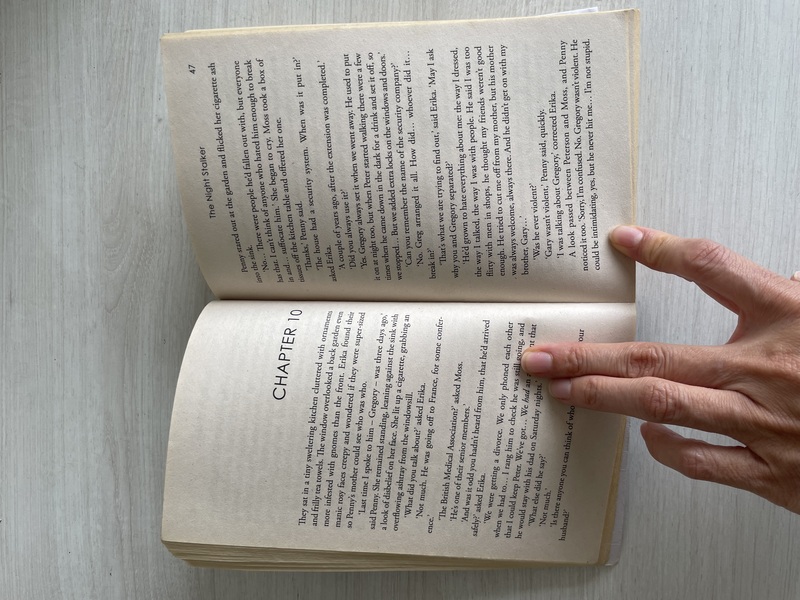 CHAPTER 10
They sat in a tiny sweltering kitchen cluttered with ornaments
and frilly tea towels. The window overlooked a back garden even
more infested with gnomes than the front. Erika found their
manic rosy faces creepy and wondered if they were super-sized
so Penny's mother could see who was who.
'Last time I spoke to him – Gregory – was three days ago,'
said Penny. She remained standing, leaning against the sink with
a look of disbelief on her face. She lit up a cigarette, grabbing an
overflowing ashtray from the windowsill.
'What did you talk about?' asked Erika.
'Not much. He was going off to France, for some confer-
ence.'
'The British Medical Association?' asked Moss.
'He's one of their senior members.'
'And was it odd you hadn't heard from him, that he'd arrived
safely?' asked Erika.
'We were getting a divorce. We only phoned each other
when we had to… I rang him to check he was still going, and
that I could keep Peter. We've got… We had an that
he would stay with his dad on Saturday nights.'
'What else did he say?'
'Not much.'
'Is there anyone you can think of who your
husband?'
The Night Stalker
47
Penny stared out at the garden and flicked her cigarette ash
into the sink.
'No… There were people he'd fallen out with, but everyone
has that. I can't think of anyone who hated him enough to break
in and… suffocate him.' She began to cry. Moss took a box of
tissues off the kitchen table and offered her one.
'Thanks,' Penny said.
'The house had a security system. When was it put in?'
asked Erika.
'A couple of years ago, after the extension was completed.'
'Did you always use it?'
'Yes. Gregory always set it when we went away. He used to put
it on at night too, but when Peter started walking there were a few
times when he came down in the dark for a drink and set it off, so
we stopped… But we added extra locks on the windows and doors.'
'Can you remember the name of the security company?'
'No. Greg arranged it all. How did… whoever did it…
break in?'
'That's what we are trying to find out,' said Erika. 'May I ask
why you and Gregory separated?'
'He'd grown to hate everything about me: the way I dressed,
the way I talked, the way I was with people. He said I was too
flirty with men in shops, he thought my friends weren't good
enough. He tried to cut me off from my mother, but his mother
was always welcome, always there. And he didn't get on with my
brother, Gary…'
'Was he ever violent?'
'Gary wasn't violent,' Penny said, quickly.
'I was talking about Gregory,' corrected Erika.
A look passed between Peterson and Moss, and Penny
noticed it too. 'Sorry, I'm confused. No, Gregory wasn't violent. He
could be intimidating, yes, but he never hit me… I'm not stupid.